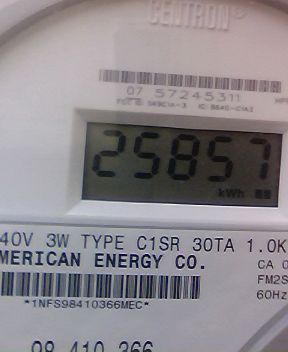 CENTRON®
07 57245311
25857
kWh
40V 3W TYPE C1SR 30TA 1.0K
MERICAN ENERGY CO.
CA 0
FM2S
60Hz
*1NFS98410366MEC*
98 410 366